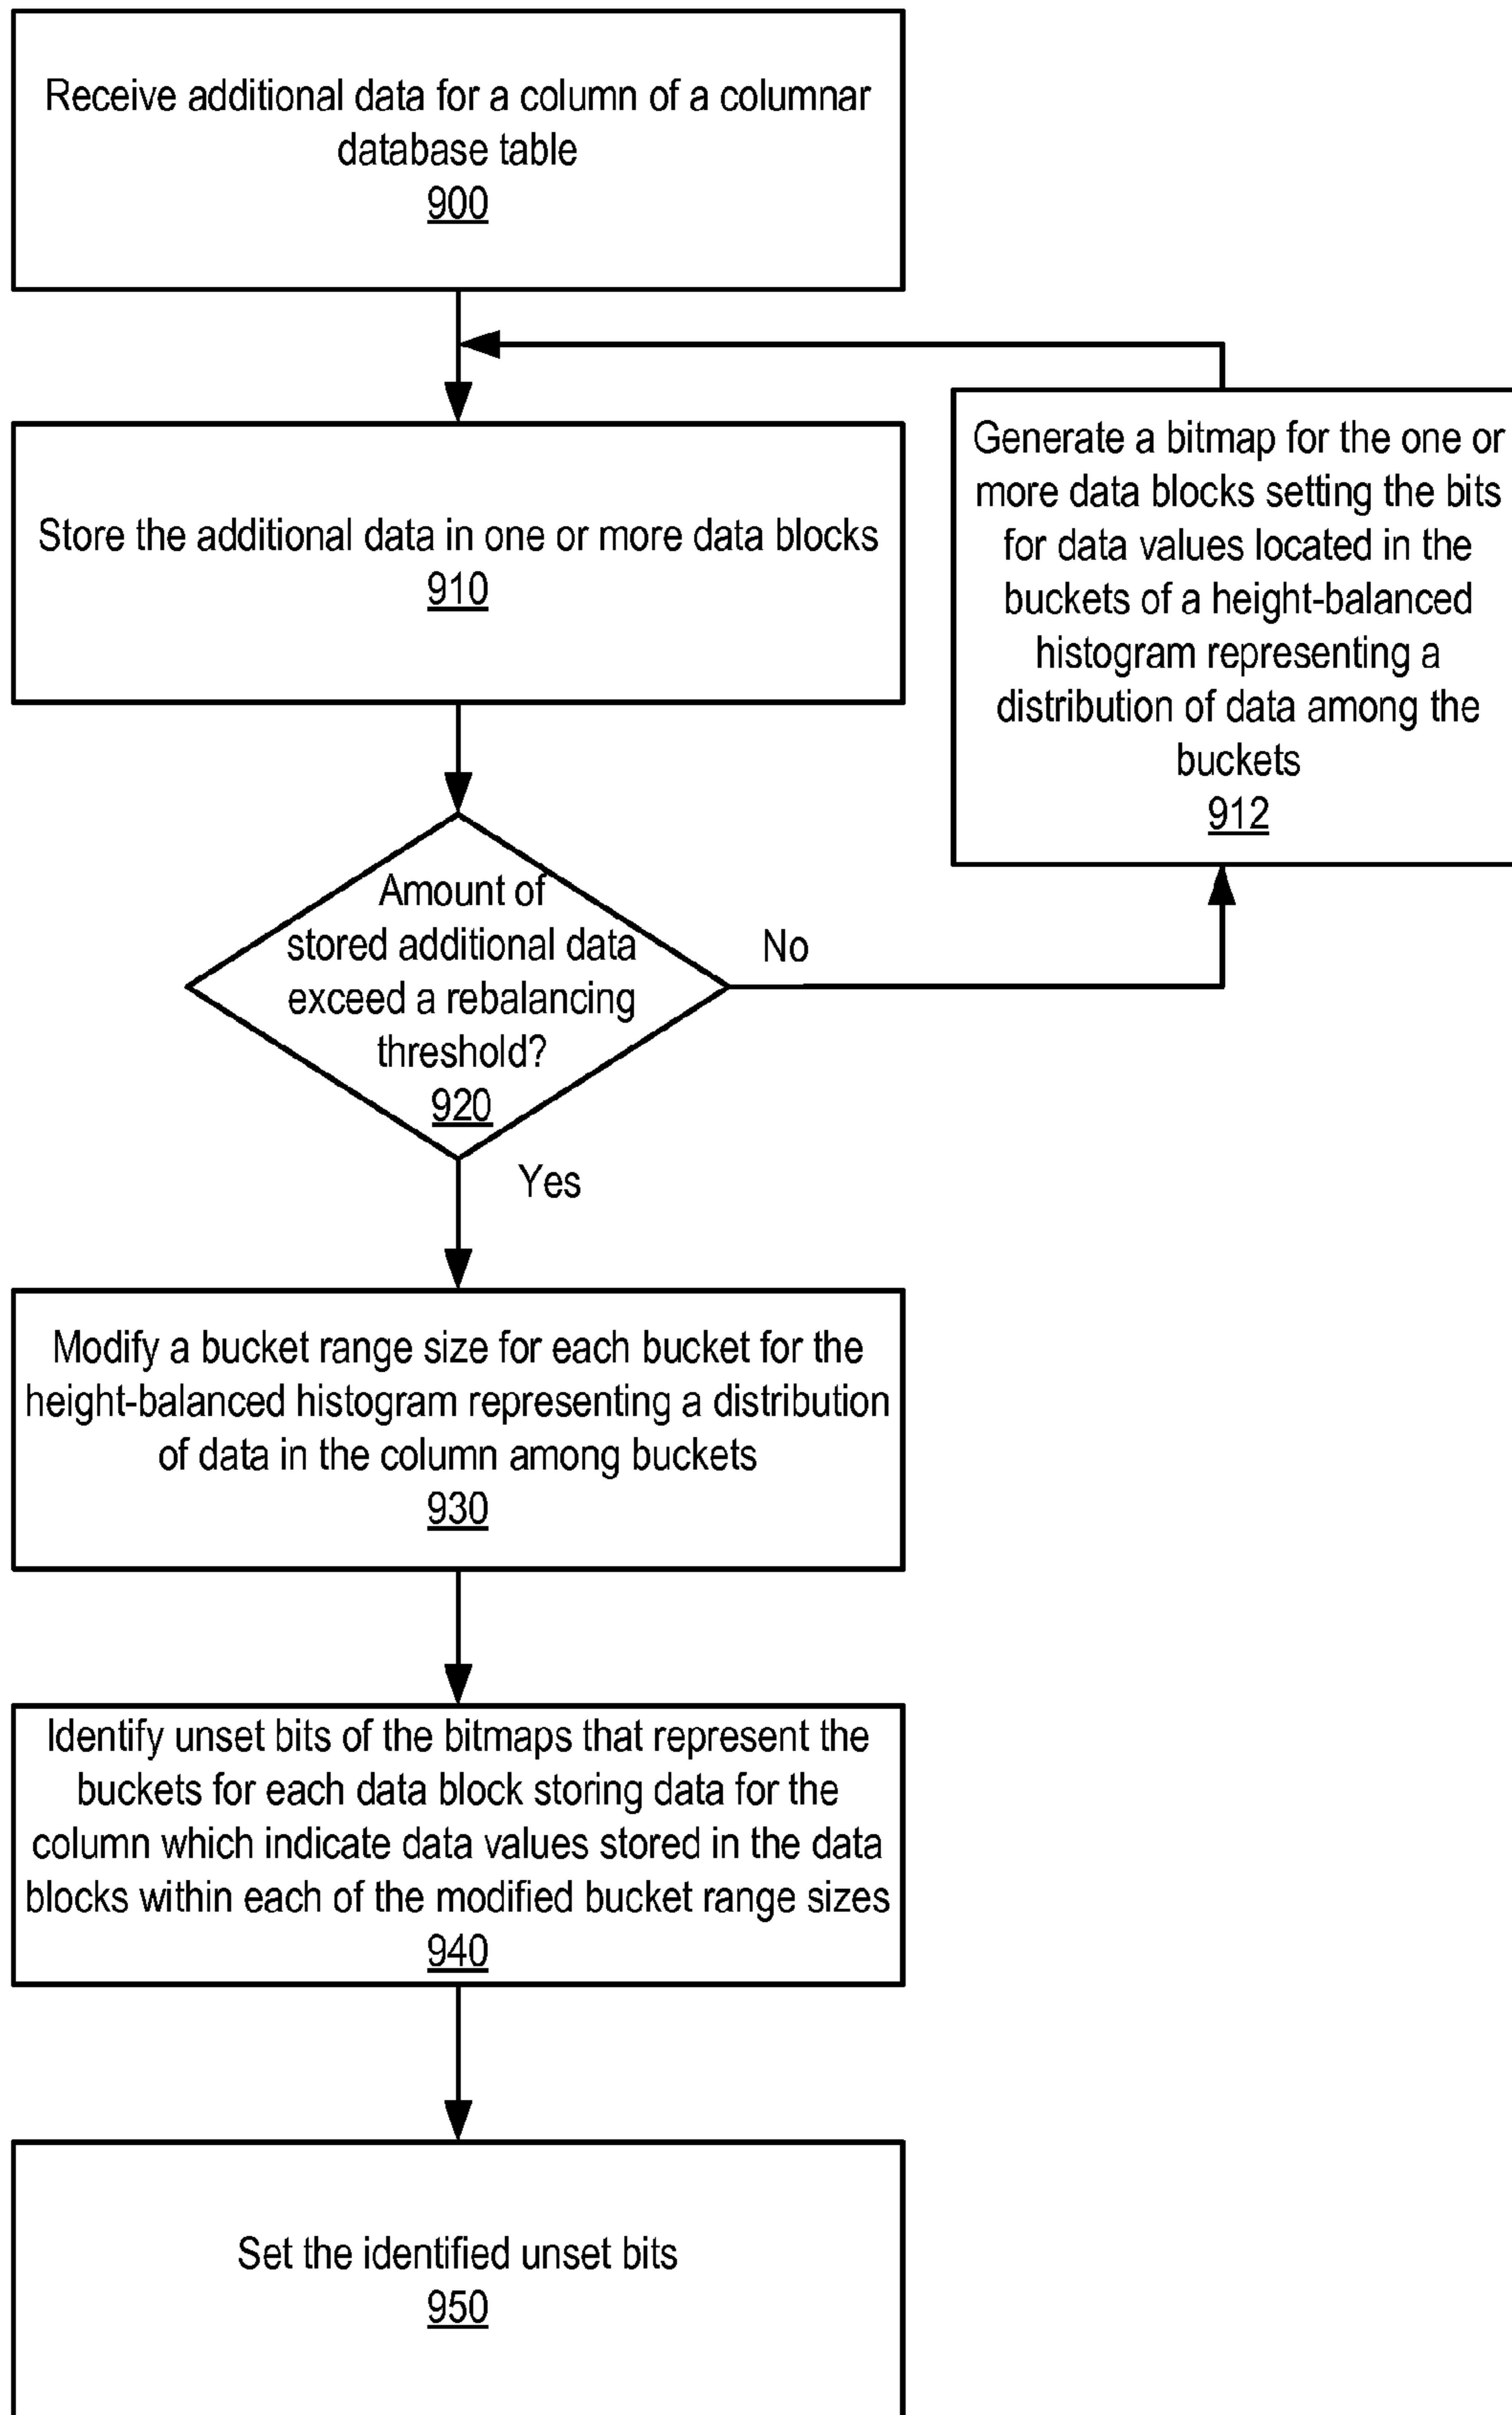 Receive additional data for a column of a columnar
database table
900
Store the additional data in one or more data blocks
910
Generate a bitmap for the one or
more data blocks setting the bits
for data values located in the
buckets of a height-balanced
histogram representing a
distribution of data among the
buckets
912
Amount of
stored additional data
exceed a rebalancing
threshold?
920
No
Yes
Modify a bucket range size for each bucket for the
height-balanced histogram representing a distribution
of data in the column among buckets
930
Identify unset bits of the bitmaps that represent the
buckets for each data block storing data for the
column which indicate data values stored in the data
blocks within each of the modified bucket range sizes
940
Set the identified unset bits
950